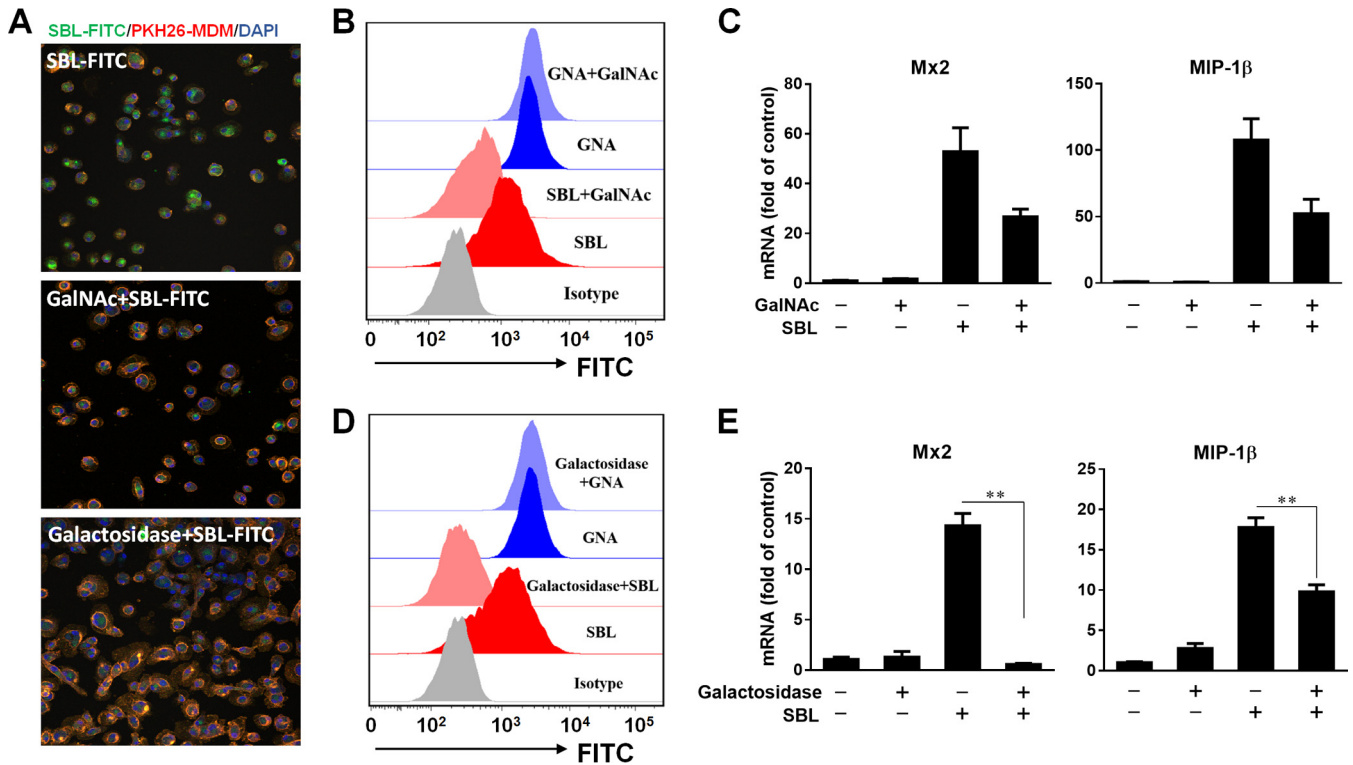 A
SBL-FITC/PKH26-MDM/DAPI
SBL-FITC
GalNAc+SBL-FITC
Galactosidase+SBL-FITC
B
GNA+GalNAc
GNA
SBL+GalNAc
SBL
Isotype
0 10² 10³ 10⁴ 10⁵
FITC
C
Mx2
mRNA (fold of control)
80
60
40
20
0
GalNAc – + – +
SBL – – + +
MIP-1β
150
100
50
0
– + – +
– – + +
D
Galactosidase
+GNA
GNA
Galactosidase+SBL
SBL
Isotype
0 10² 10³ 10⁴ 10⁵
FITC
E
Mx2
mRNA (fold of control)
20
15
10
5
0
**
Galactosidase – + – +
SBL – – + +
MIP-1β
25
20
15
10
5
0
**
– + – +
– – + +